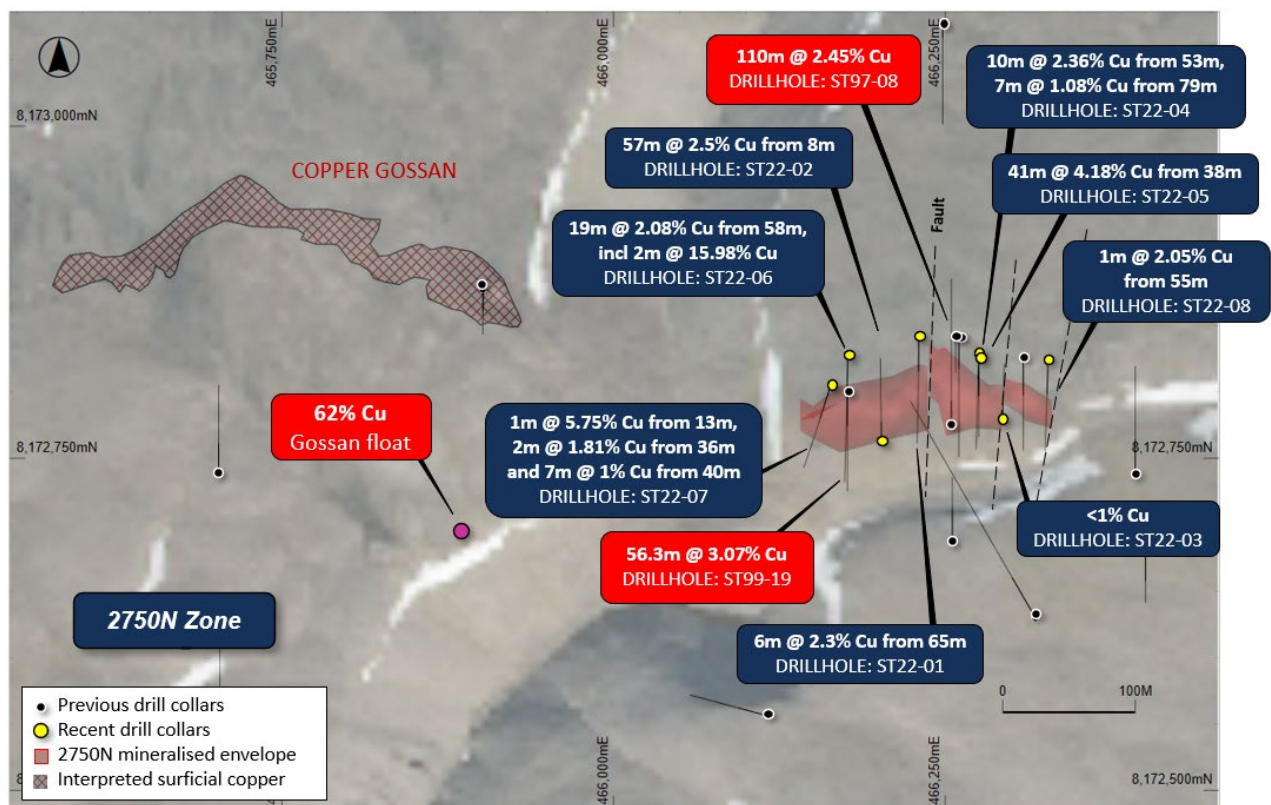 465,750mE
466,000mE
466,250mE
8,173,000mN
COPPER GOSSAN
110m @ 2.45% Cu
DRILLHOLE: ST97-08
10m @ 2.36% Cu from 53m,
7m @ 1.08% Cu from 79m
DRILLHOLE: ST22-04
57m @ 2.5% Cu from 8m
DRILLHOLE: ST22-02
41m @ 4.18% Cu from 38m
DRILLHOLE: ST22-05
19m @ 2.08% Cu from 58m,
incl 2m @ 15.98% Cu
DRILLHOLE: ST22-06
Fault
1m @ 2.05% Cu
from 55m
DRILLHOLE: ST22-08
62% Cu
Gossan float
8,172,750mN
8,172,750mN
1m @ 5.75% Cu from 13m,
2m @ 1.81% Cu from 36m
and 7m @ 1% Cu from 40m
DRILLHOLE: ST22-07
<1% Cu
DRILLHOLE: ST22-03
56.3m @ 3.07% Cu
DRILLHOLE: ST99-19
6m @ 2.3% Cu from 65m
DRILLHOLE: ST22-01
2750N Zone
0 100M
Previous drill collars
Recent drill collars
2750N mineralised envelope
Interpreted surficial copper
466,000mE
466,250mE
8,172,500mN